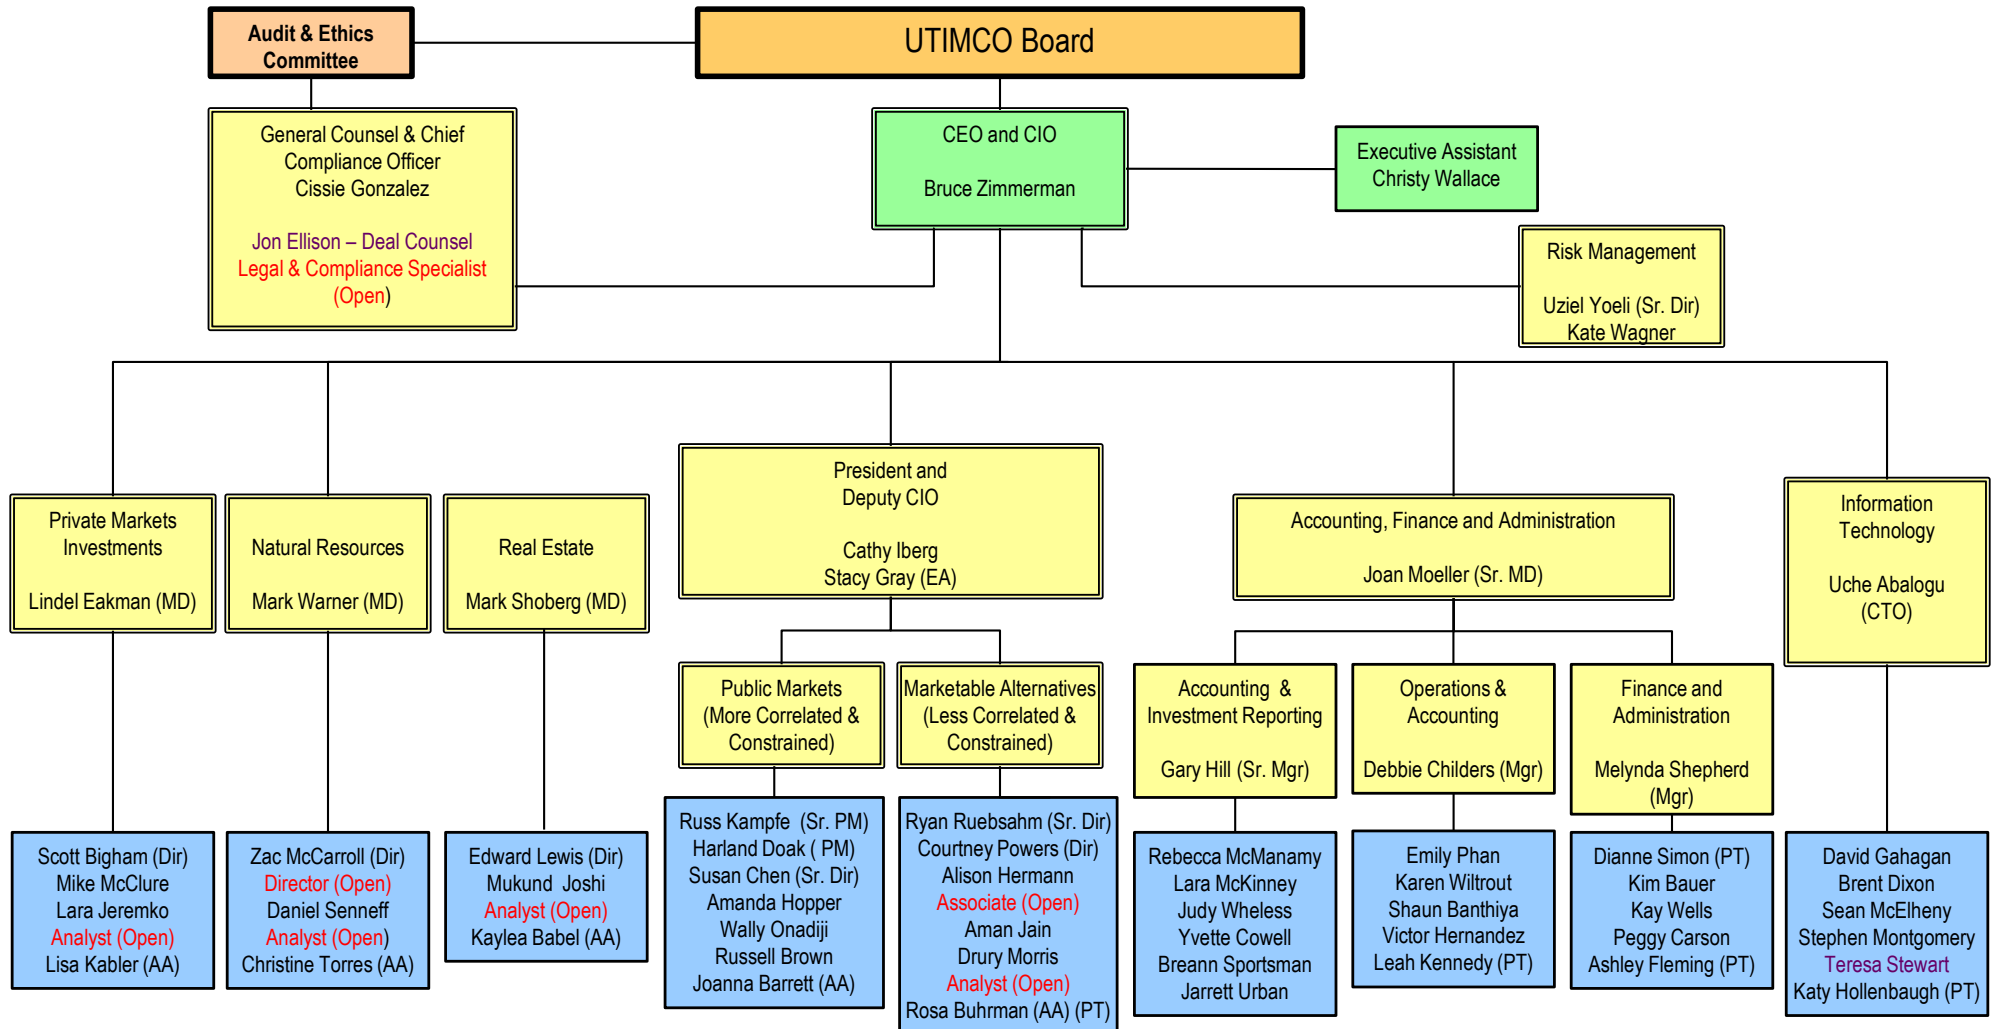 Audit & Ethics
Committee
UTIMCO Board
General Counsel & Chief
Compliance Officer
Cissie Gonzalez
Jon Ellison – Deal Counsel
Legal & Compliance Specialist
(Open)
CEO and CIO
Bruce Zimmerman
Executive Assistant
Christy Wallace
Risk Management
Uziel Yoeli (Sr. Dir)
Kate Wagner
Private Markets
Investments
Lindel Eakman (MD)
Natural Resources
Mark Warner (MD)
Real Estate
Mark Shoberg (MD)
President and
Deputy CIO
Cathy Iberg
Stacy Gray (EA)
Accounting, Finance and Administration
Joan Moeller (Sr. MD)
Information
Technology
Uche Abalogu
(CTO)
Public Markets
(More Correlated &
Constrained)
Marketable Alternatives
(Less Correlated &
Constrained)
Accounting  &
Investment Reporting
Gary Hill (Sr. Mgr)
Operations &
Accounting
Debbie Childers (Mgr)
Finance and
Administration
Melynda Shepherd
(Mgr)
Scott Bigham (Dir)
Mike McClure
Lara Jeremko
Analyst (Open)
Lisa Kabler (AA)
Zac McCarroll (Dir)
Director (Open)
Daniel Senneff
Analyst (Open)
Christine Torres (AA)
Edward Lewis (Dir)
Mukund  Joshi
Analyst (Open)
Kaylea Babel (AA)
Russ Kampfe  (Sr. PM)
Harland Doak ( PM)
Susan Chen (Sr. Dir)
Amanda Hopper
Wally Onadiji
Russell Brown
Joanna Barrett (AA)
Ryan Ruebsahm (Sr. Dir)
Courtney Powers (Dir)
Alison Hermann
Associate (Open)
Aman Jain
Drury Morris
Analyst (Open)
Rosa Buhrman (AA) (PT)
Rebecca McManamy
Lara McKinney
Judy Wheless
Yvette Cowell
Breann Sportsman
Jarrett Urban
Emily Phan
Karen Wiltrout
Shaun Banthiya
Victor Hernandez
Leah Kennedy (PT)
Dianne Simon (PT)
Kim Bauer
Kay Wells
Peggy Carson
Ashley Fleming (PT)
David Gahagan
Brent Dixon
Sean McElheny
Stephen Montgomery
Teresa Stewart
Katy Hollenbaugh (PT)